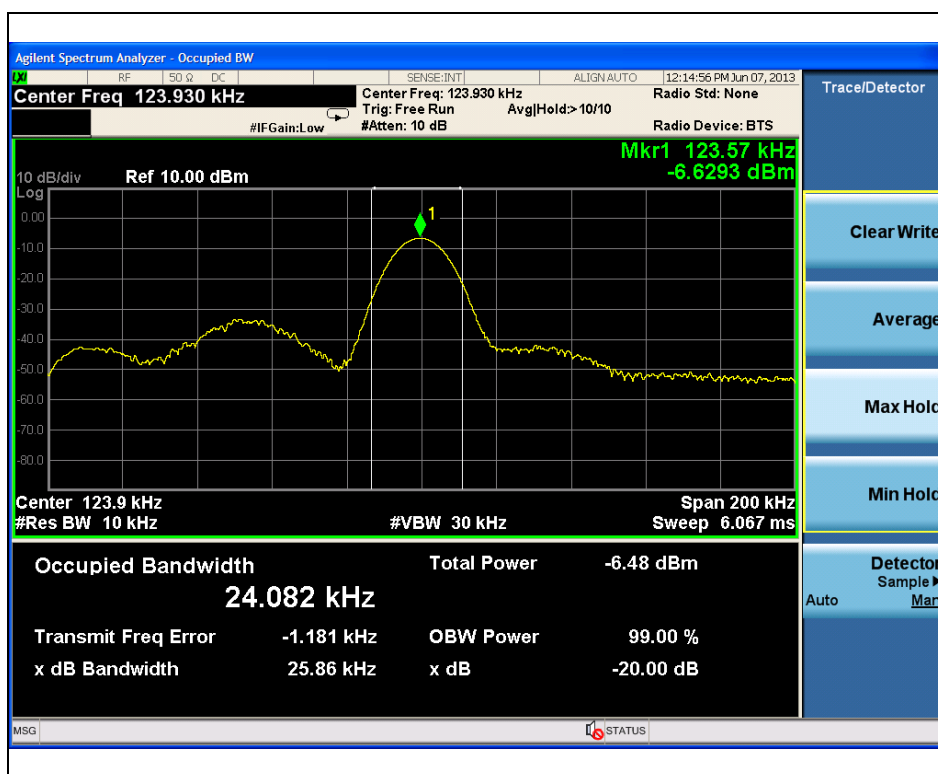 Agilent Spectrum Analyzer - Occupied BW
LXI RF 50 Ω DC SENSE:INT ALIGN AUTO 12:14:56 PM Jun 07, 2013
Center Freq 123.930 kHz
Center Freq: 123.930 kHz
Radio Std: None
Trig: Free Run Avg|Hold:> 10/10
#IFGain:Low
#Atten: 10 dB
Radio Device: BTS
Mkr1 123.57 kHz
10 dB/div Ref 10.00 dBm
-6.6293 dBm
Log
0.00
1
-10.0
-20.0
-30.0
-40.0
-50.0
-60.0
-70.0
-80.0
Center 123.9 kHz
Span 200 kHz
#Res BW 10 kHz
#VBW 30 kHz
Sweep 6.067 ms
Occupied Bandwidth
24.082 kHz
Total Power -6.48 dBm
Transmit Freq Error -1.181 kHz
OBW Power 99.00 %
x dB Bandwidth 25.86 kHz
x dB -20.00 dB
MSG
STATUS
Trace/Detector
Clear Write
Average
Max Hold
Min Hold
Detector
Sample
Auto Man